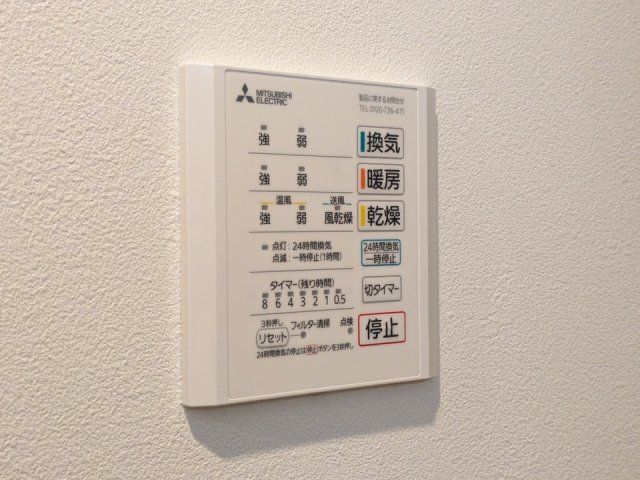 MITSUBISHI
ELECTRIC
製品に関するお問合せ
TEL 0120-726-471
強 弱 換気
強 弱 暖房
温風 送風
強 弱 風乾燥 乾燥
点灯:24時間換気
点滅:一時停止(1時間)
24時間換気
一時停止
タイマー(残り時間)
8 6 4 3 2 1 0.5
切タイマー
3秒押し
リセット フィルター清掃 点検
停止
24時間換気の停止は停止ボタンを3秒押し